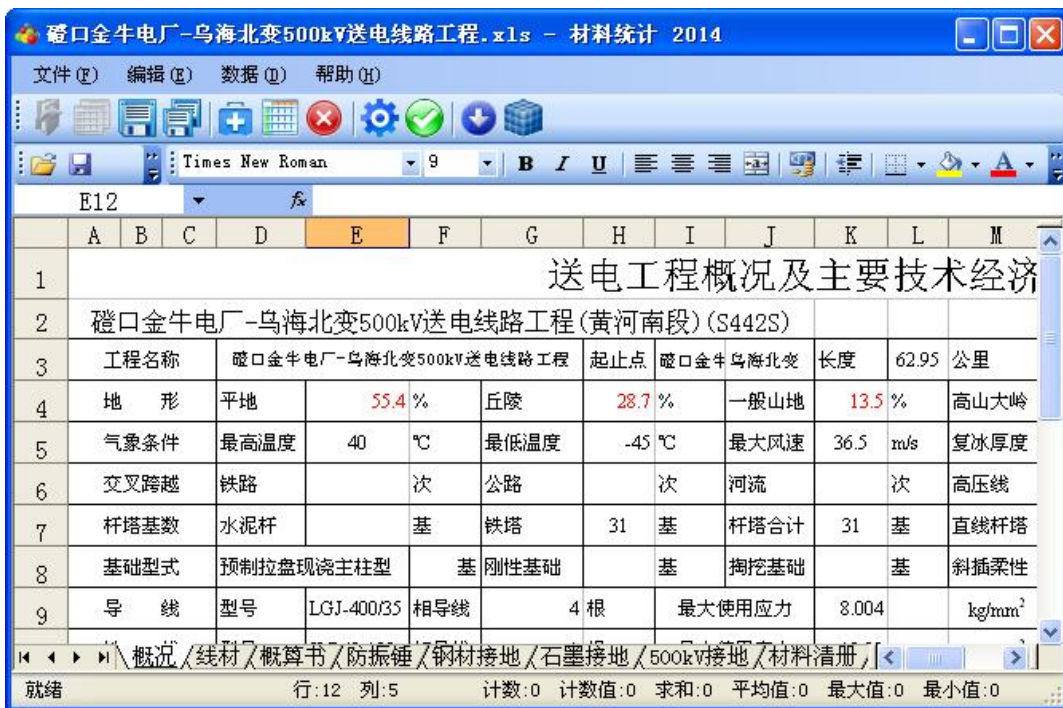 磴口金牛电厂-乌海北变500kV送电线路工程.xls - 材料统计 2014
文件(F) 编辑(E) 数据(D) 帮助(H)
Times New Roman 9 B I U A
E12 fx
A B C D E F G H I J K L M
1 送电工程概况及主要技术经济
2 磴口金牛电厂-乌海北变500kV送电线路工程(黄河南段)(S442S)
3 工程名称 磴口金牛电厂-乌海北变500kV送电线路工程 起止点 磴口金牛 乌海北变 长度 62.95 公里
4 地 形 平地 55.4 % 丘陵 28.7 % 一般山地 13.5 % 高山大岭
5 气象条件 最高温度 40 ℃ 最低温度 -45 ℃ 最大风速 36.5 m/s 复冰厚度
6 交叉跨越 铁路 次 公路 次 河流 次 高压线
7 杆塔基数 水泥杆 基 铁塔 31 基 杆塔合计 31 基 直线杆塔
8 基础型式 预制拉盘现浇主柱型 基 刚性基础 基 掏挖基础 基 斜插柔性
9 导 线 型号 LGJ-400/35 相导线 4 根 最大使用应力 8.004 kg/mm²
概况 线材 概算书 防振锤 钢材接地 石墨接地 500kV接地 材料清册
就绪 行:12 列:5 计数:0 计数值:0 求和:0 平均值:0 最大值:0 最小值:0